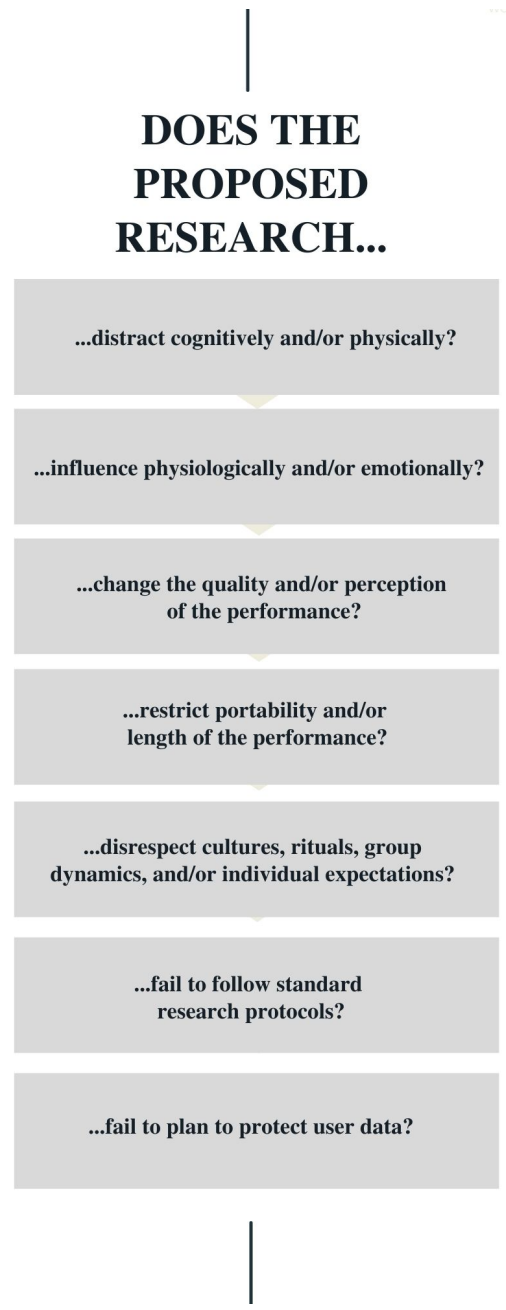 DOES THE
PROPOSED
RESEARCH...
...distract cognitively and/or physically?
...influence physiologically and/or emotionally?
...change the quality and/or perception
of the performance?
...restrict portability and/or
length of the performance?
...disrespect cultures, rituals, group
dynamics, and/or individual expectations?
...fail to follow standard
research protocols?
...fail to plan to protect user data?